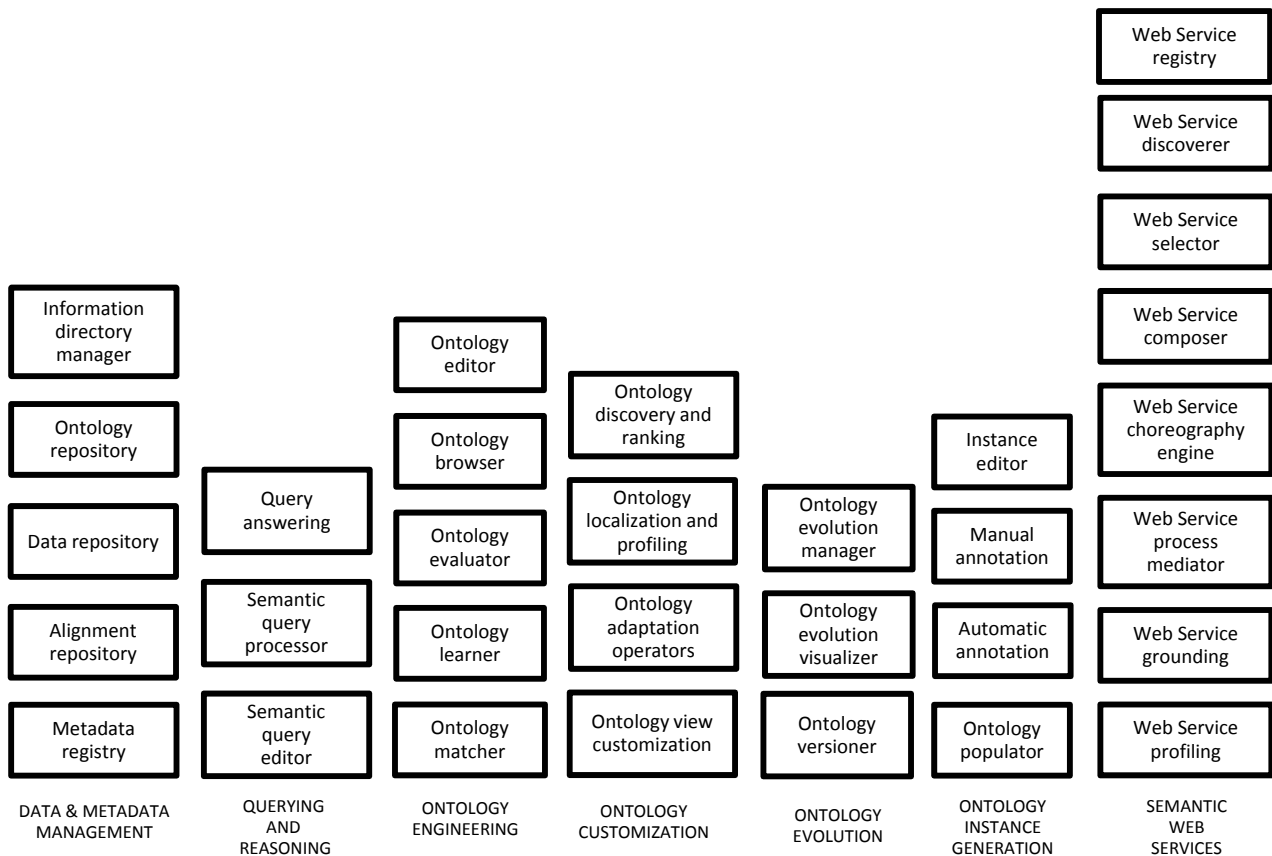 Information
directory
manager
Ontology
repository
Data repository
Alignment
repository
Metadata
registry
DATA & METADATA
MANAGEMENT
Query
answering
Semantic
query
processor
Semantic
query
editor
QUERYING
AND
REASONING
Ontology
editor
Ontology
browser
Ontology
evaluator
Ontology
learner
Ontology
matcher
ONTOLOGY
ENGINEERING
Ontology
discovery and
ranking
Ontology
localization and
profiling
Ontology
adaptation
operators
Ontology view
customization
ONTOLOGY
CUSTOMIZATION
Ontology
evolution
manager
Ontology
evolution
visualizer
Ontology
versioner
ONTOLOGY
EVOLUTION
Instance
editor
Manual
annotation
Automatic
annotation
Ontology
populator
ONTOLOGY
INSTANCE
GENERATION
Web Service
registry
Web Service
discoverer
Web Service
selector
Web Service
composer
Web Service
choreography
engine
Web Service
process
mediator
Web Service
grounding
Web Service
profiling
SEMANTIC
WEB
SERVICES